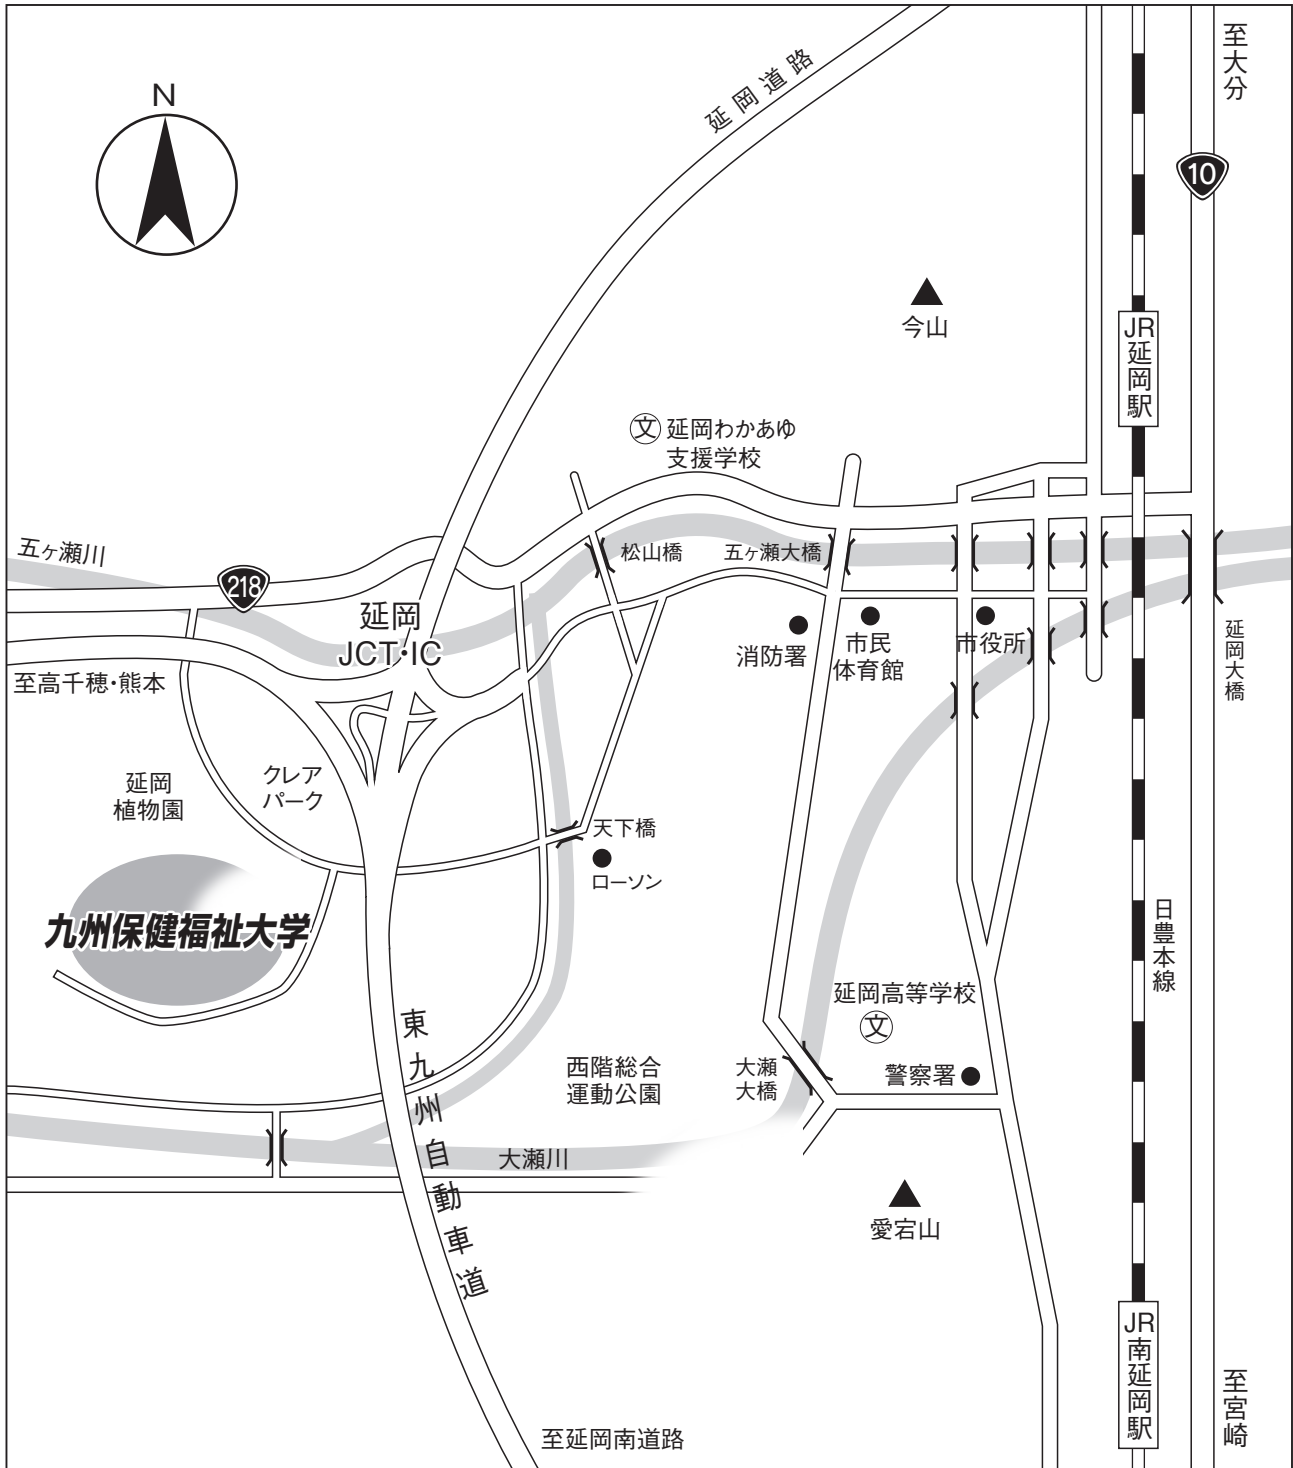 N
延岡道路
至大分
10
今山
JR延岡駅
延岡わかあゆ
支援学校
文
五ヶ瀬川
218
松山橋
五ヶ瀬大橋
延岡
JCT・IC
消防署
市民
体育館
市役所
延岡大橋
至高千穂・熊本
延岡
植物園
クレア
パーク
天下橋
ローソン
九州保健福祉大学
日豊本線
延岡高等学校
文
東九州自動車道
西階総合
運動公園
大瀬
大橋
警察署
大瀬川
愛宕山
JR南延岡駅
至宮崎
至延岡南道路